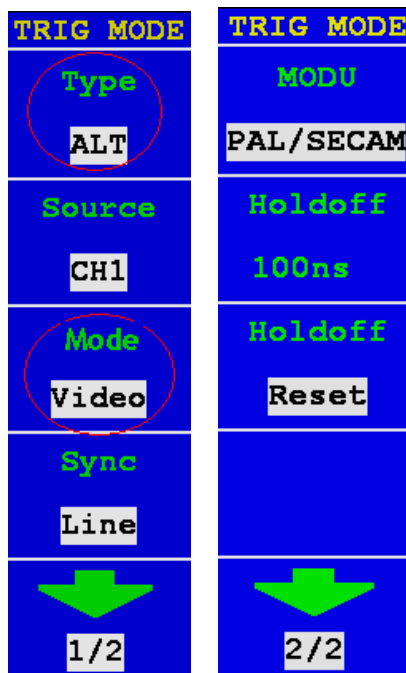 TRIG MODE
Type
ALT
Source
CH1
Mode
Video
Sync
Line
1/2
TRIG MODE
MODU
PAL/SECAM
Holdoff
100ns
Holdoff
Reset
2/2